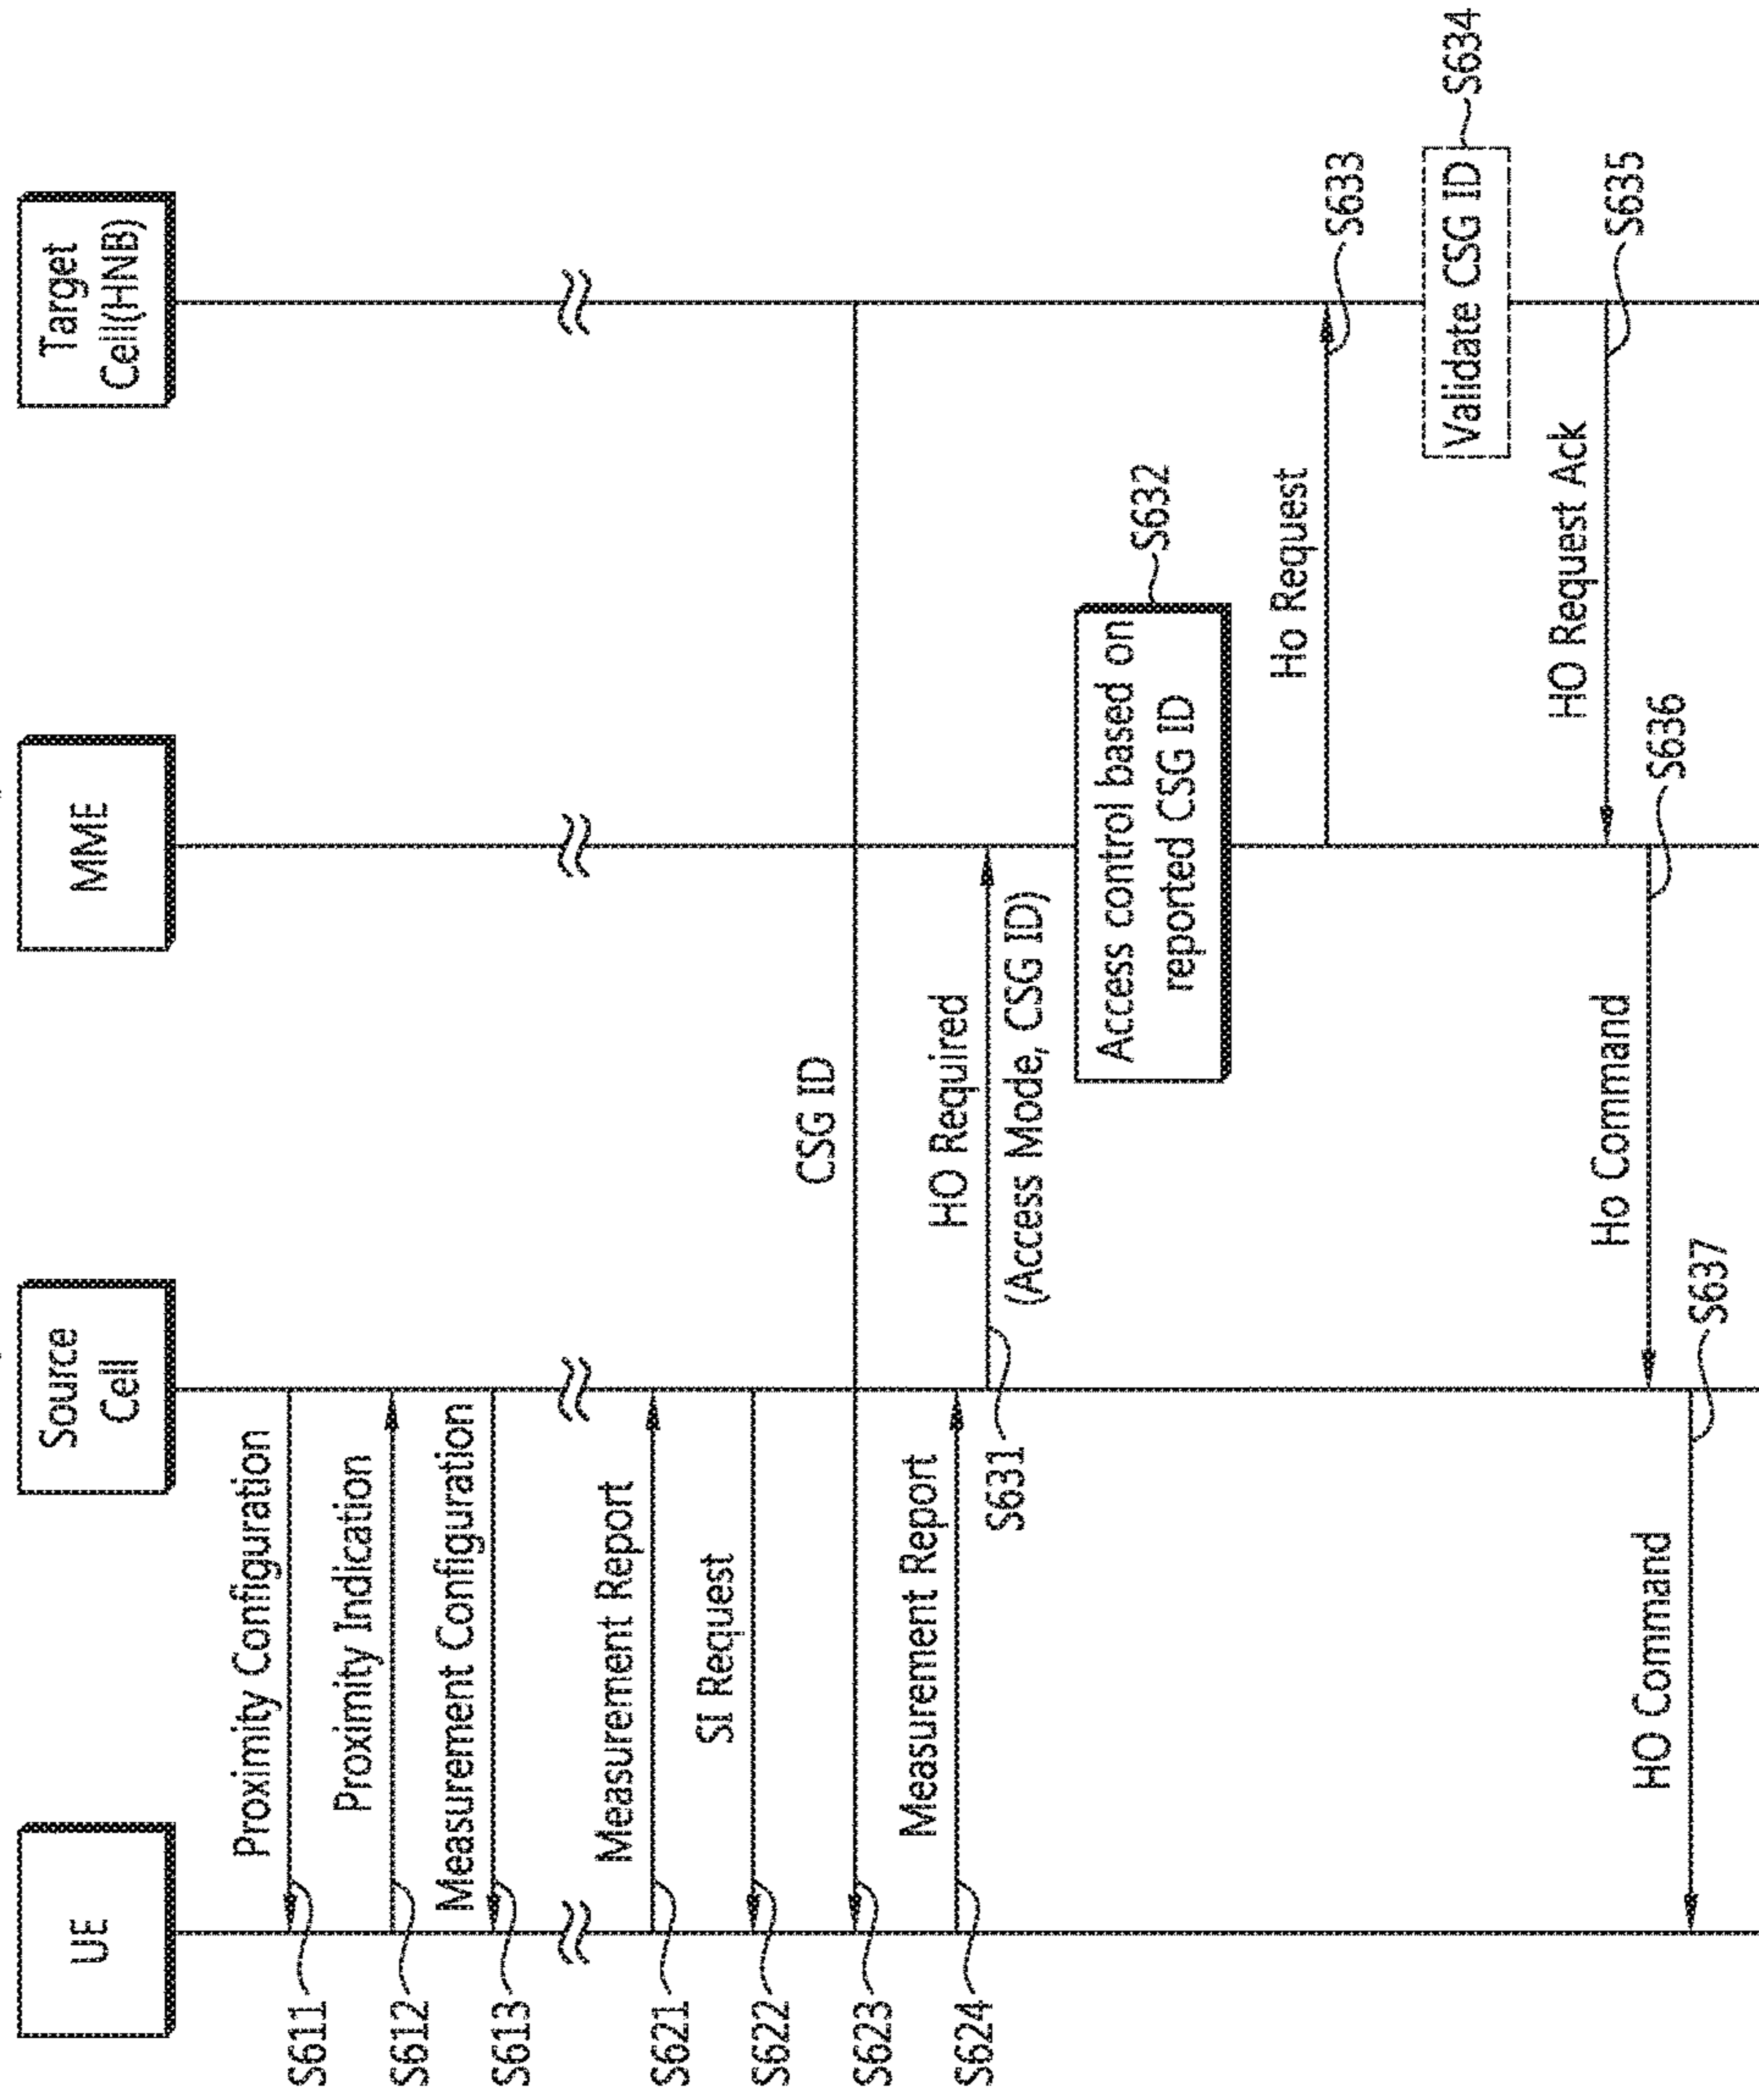 UE
Source
Cell
MME
Target
Cell(HNB)
Proximity Configuration
S611
Proximity Indication
S612
Measurement Configuration
S613
Measurement Report
S621
SI Request
S622
CSG ID
S623
Measurement Report
S624
HO Required
(Access Mode, CSG ID)
S631
Access control based on
reported CSG ID
S632
Ho Request
S633
Validate CSG ID
S634
HO Request Ack
S635
Ho Command
S636
HO Command
S637